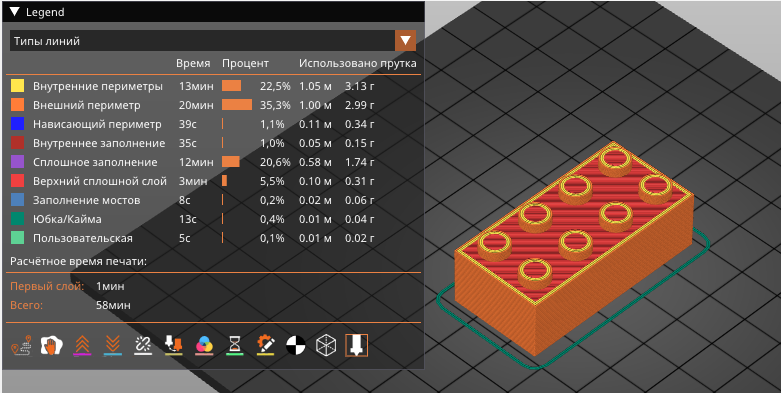 Legend
Типы линий
Время Процент Использовано прутка
Внутренние периметры 13мин 22,5% 1.05 м 3.13 г
Внешний периметр 20мин 35,3% 1.00 м 2.99 г
Нависающий периметр 39с 1,1% 0.11 м 0.34 г
Внутреннее заполнение 35с 1,0% 0.05 м 0.15 г
Сплошное заполнение 12мин 20,6% 0.58 м 1.74 г
Верхний сплошной слой 3мин 5,5% 0.10 м 0.31 г
Заполнение мостов 8с 0,2% 0.02 м 0.06 г
Юбка/Кайма 13с 0,4% 0.01 м 0.04 г
Пользовательская 5с 0,1% 0.01 м 0.02 г
Расчётное время печати:
Первый слой: 1мин
Всего: 58мин